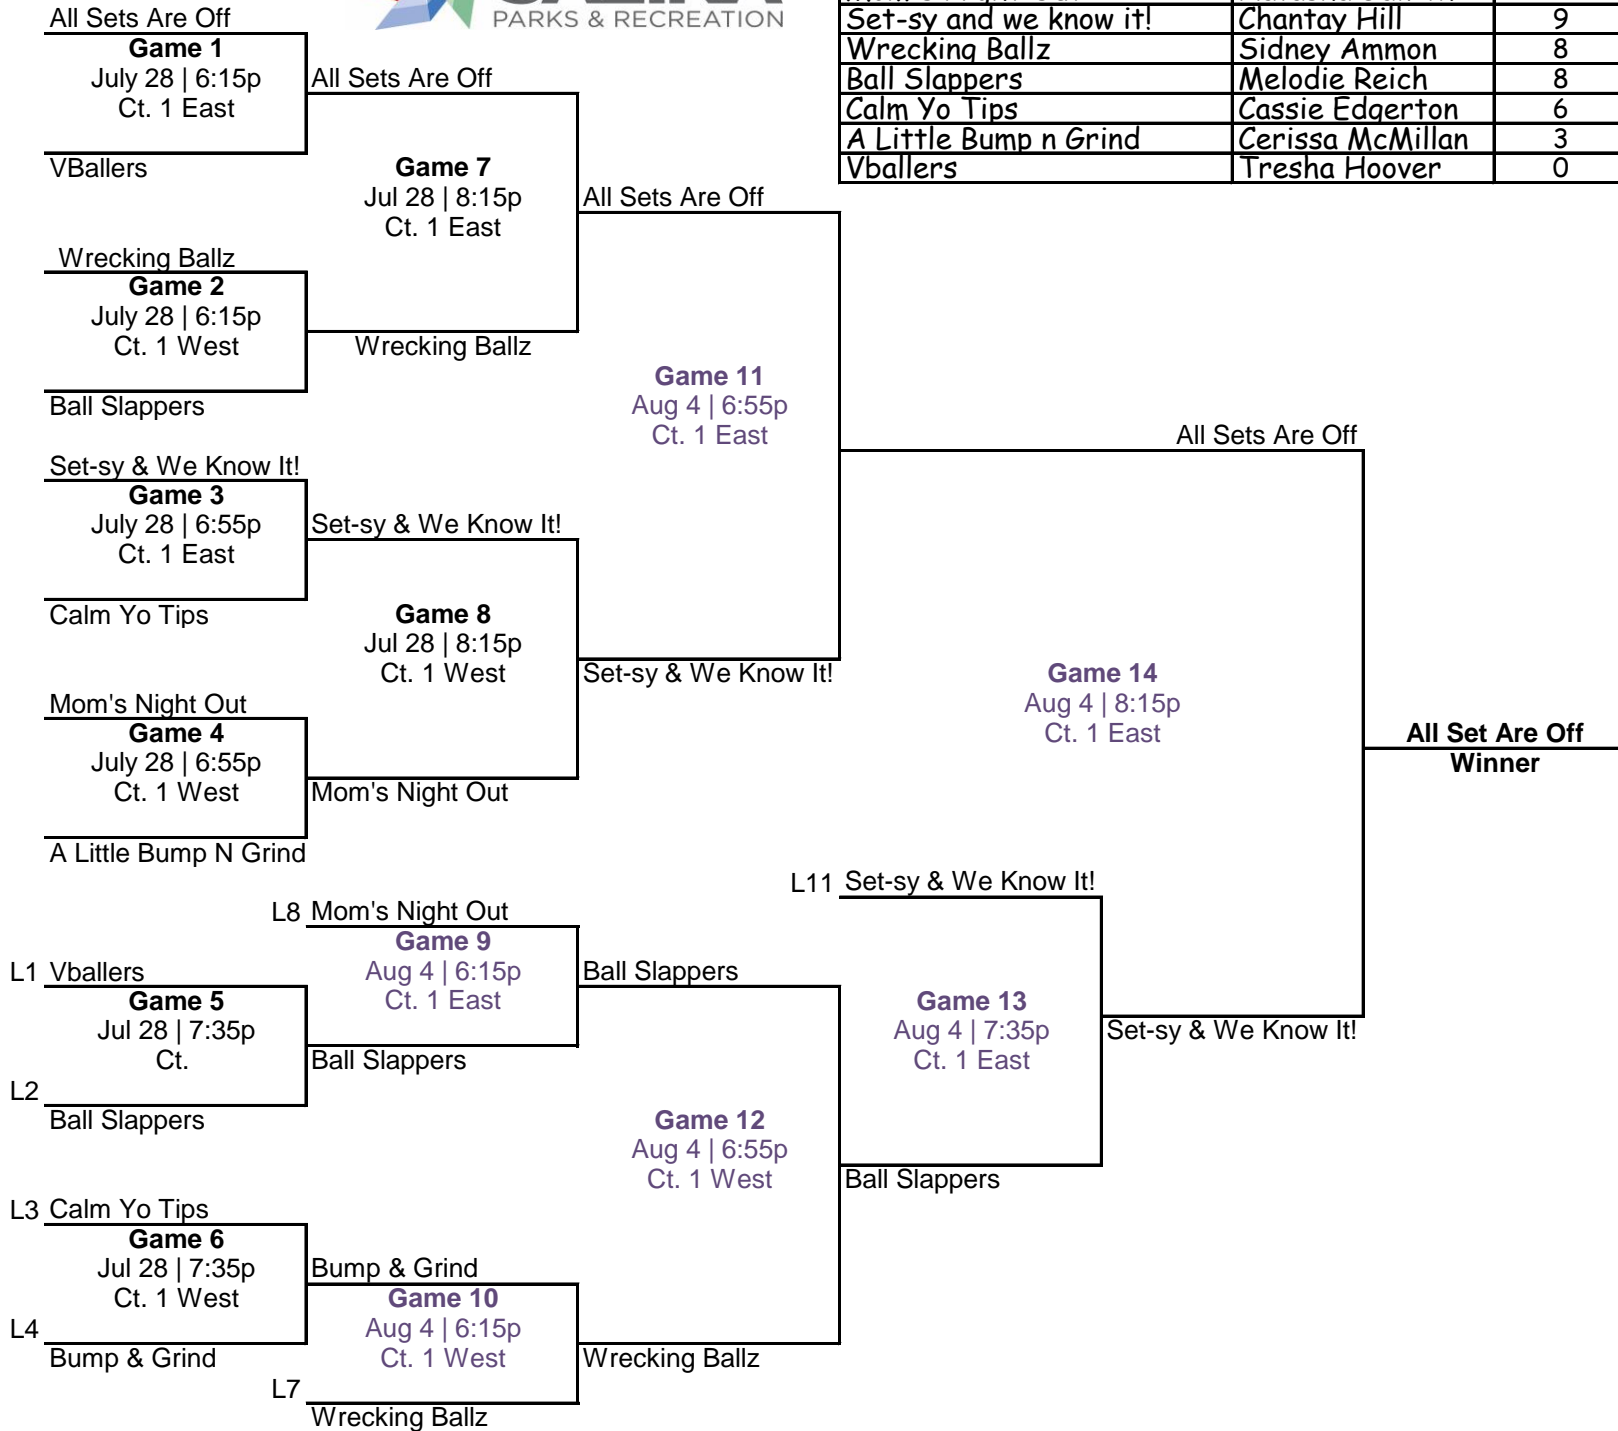 PARKS & RECREATION
Set-sy and we know it! Chantay Hill 9
Wrecking Ballz Sidney Ammon 8
Ball Slappers Melodie Reich 8
Calm Yo Tips Cassie Edgerton 6
A Little Bump n Grind Cerissa McMillan 3
Vballers Tresha Hoover 0
All Sets Are Off
Game 1
July 28 | 6:15p
Ct. 1 East
VBallers
All Sets Are Off
Game 7
Jul 28 | 8:15p
Ct. 1 East
All Sets Are Off
Wrecking Ballz
Game 2
July 28 | 6:15p
Ct. 1 West
Ball Slappers
Wrecking Ballz
Game 11
Aug 4 | 6:55p
Ct. 1 East
All Sets Are Off
Set-sy & We Know It!
Game 3
July 28 | 6:55p
Ct. 1 East
Calm Yo Tips
Set-sy & We Know It!
Game 8
Jul 28 | 8:15p
Ct. 1 West
Set-sy & We Know It!
Game 14
Aug 4 | 8:15p
Ct. 1 East
All Set Are Off
Winner
Mom's Night Out
Game 4
July 28 | 6:55p
Ct. 1 West
A Little Bump N Grind
Mom's Night Out
L11 Set-sy & We Know It!
L8 Mom's Night Out
Game 9
Aug 4 | 6:15p
Ct. 1 East
Ball Slappers
L1 Vballers
Game 5
Jul 28 | 7:35p
Ct.
L2
Ball Slappers
Ball Slappers
Game 13
Aug 4 | 7:35p
Ct. 1 East
Set-sy & We Know It!
Game 12
Aug 4 | 6:55p
Ct. 1 West
Ball Slappers
L3 Calm Yo Tips
Game 6
Jul 28 | 7:35p
Ct. 1 West
L4
Bump & Grind
Bump & Grind
Game 10
Aug 4 | 6:15p
Ct. 1 West
Wrecking Ballz
L7
Wrecking Ballz